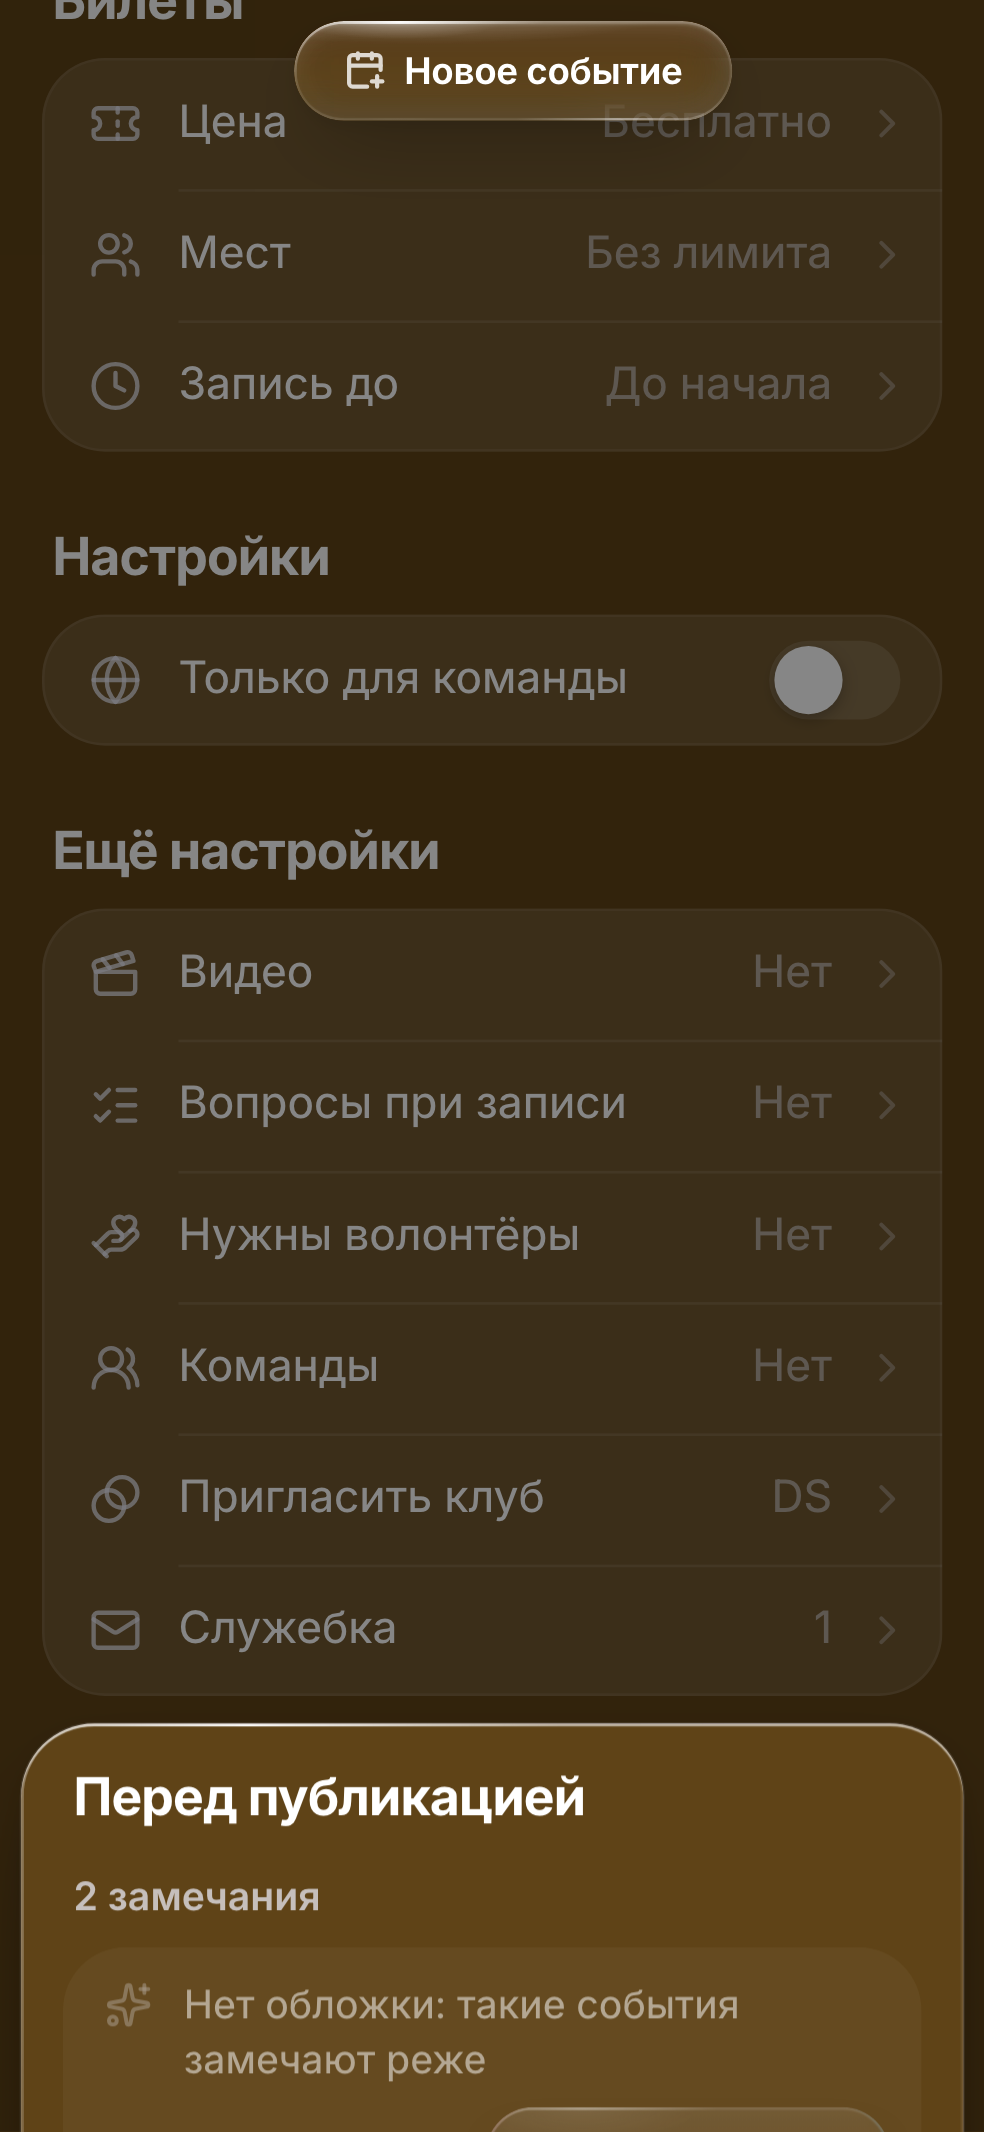 Билеты
Новое событие
Цена
Бесплатно
Мест
Без лимита
Запись до
До начала
Настройки
Только для команды
Ещё настройки
Видео
Нет
Вопросы при записи
Нет
Нужны волонтёры
Нет
Команды
Нет
Пригласить клуб
DS
Служебка
1
Перед публикацией
2 замечания
Нет обложки: такие события
замечают реже